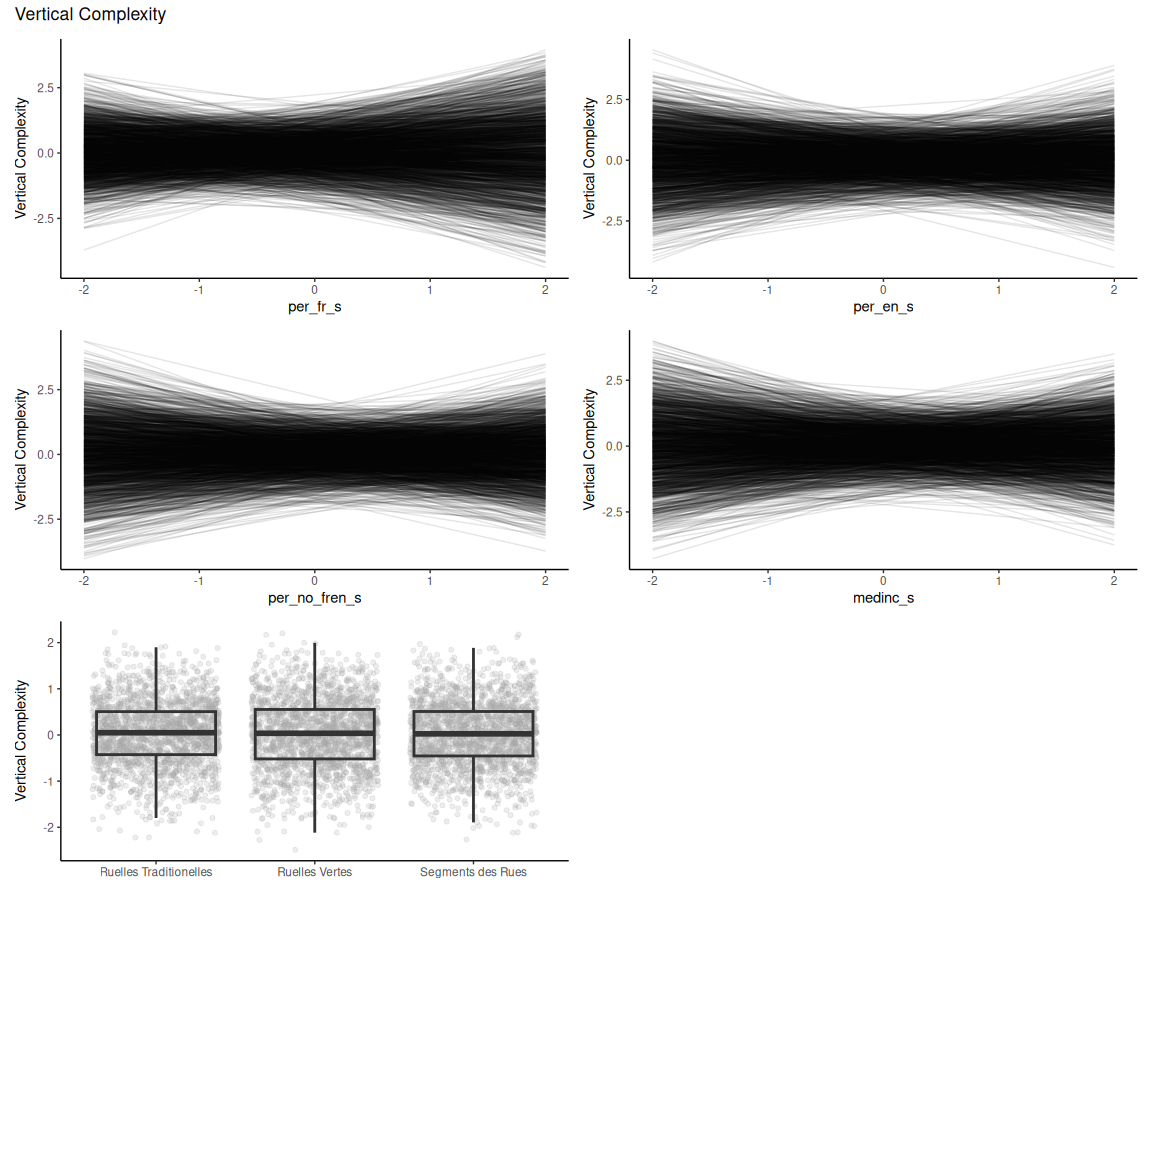 Vertical Complexity
Vertical Complexity
2.5
0.0
-2.5
-2 -1 0 1 2
per_fr_s
Vertical Complexity
2.5
0.0
-2.5
-2 -1 0 1 2
per_en_s
Vertical Complexity
2.5
0.0
-2.5
-2 -1 0 1 2
per_no_fren_s
Vertical Complexity
2.5
0.0
-2.5
-2 -1 0 1 2
medinc_s
Vertical Complexity
2
1
0
-1
-2
Ruelles Traditionelles Ruelles Vertes Segments des Rues